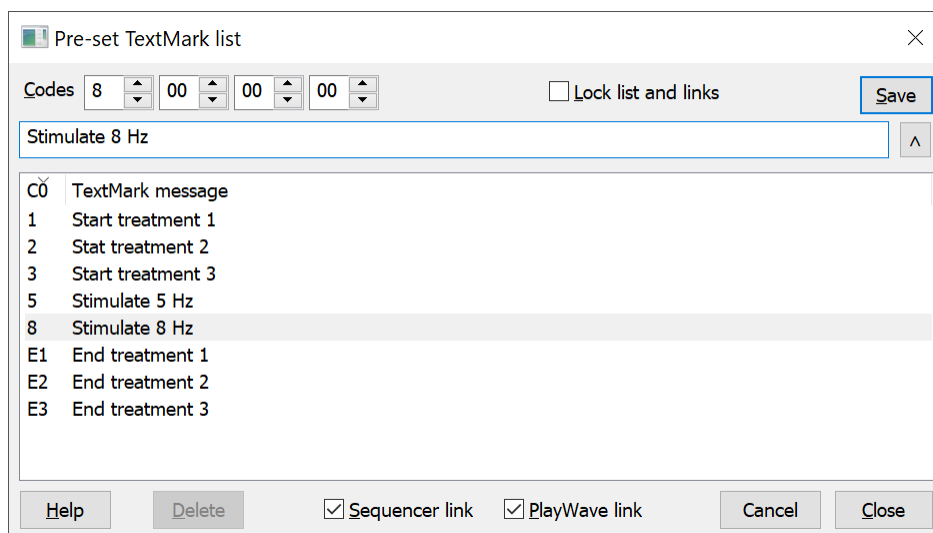 Pre-set TextMark list
Codes 8 00 00 00 Lock list and links Save
Stimulate 8 Hz ^
C0 TextMark message
1 Start treatment 1
2 Stat treatment 2
3 Start treatment 3
5 Stimulate 5 Hz
8 Stimulate 8 Hz
E1 End treatment 1
E2 End treatment 2
E3 End treatment 3
Help Delete Sequencer link PlayWave link Cancel Close